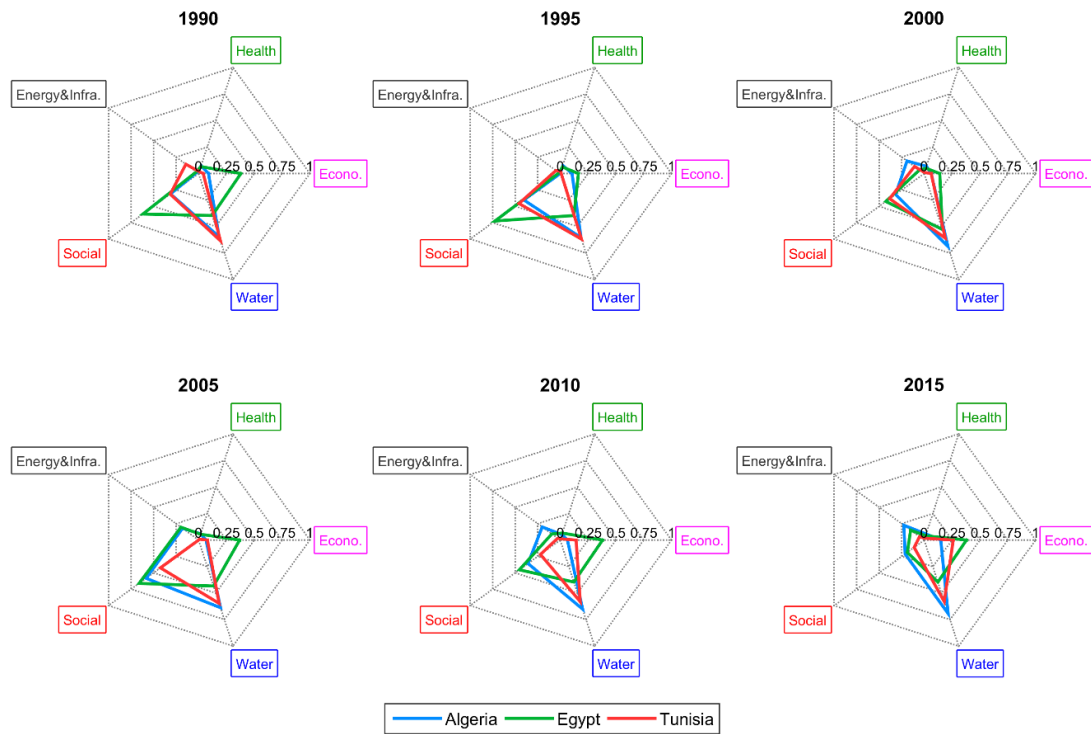 1990
Health
Energy&Infra.
0 0.25 0.5 0.75 1
Econo.
Social
Water
1995
Health
Energy&Infra.
0 0.25 0.5 0.75 1
Econo.
Social
Water
2000
Health
Energy&Infra.
0 0.25 0.5 0.75 1
Econo.
Social
Water
2005
Health
Energy&Infra.
0 0.25 0.5 0.75 1
Econo.
Social
Water
2010
Health
Energy&Infra.
0 0.25 0.5 0.75 1
Econo.
Social
Water
2015
Health
Energy&Infra.
0 0.25 0.5 0.75 1
Econo.
Social
Water
Algeria Egypt Tunisia